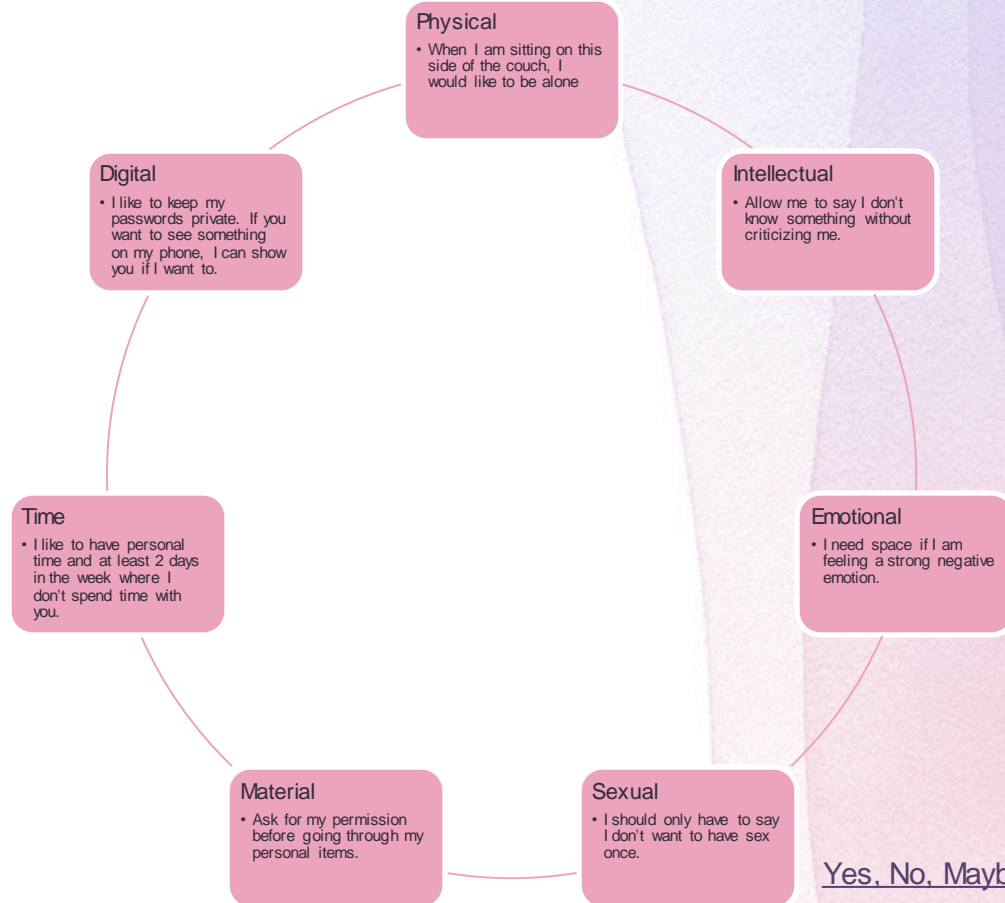 Physical
• When I am sitting on this
side of the couch, I
would like to be alone
Intellectual
• Allow me to say I don't
know something without
criticizing me.
Emotional
• I need space if I am
feeling a strong negative
emotion.
Sexual
• I should only have to say
I don't want to have sex
once.
Material
• Ask for my permission
before going through my
personal items.
Time
• I like to have personal
time and at least 2 days
in the week where I
don't spend time with
you.
Digital
• I like to keep my
passwords private. If you
want to see something
on my phone, I can show
you if I want to.
Yes, No, Mayb